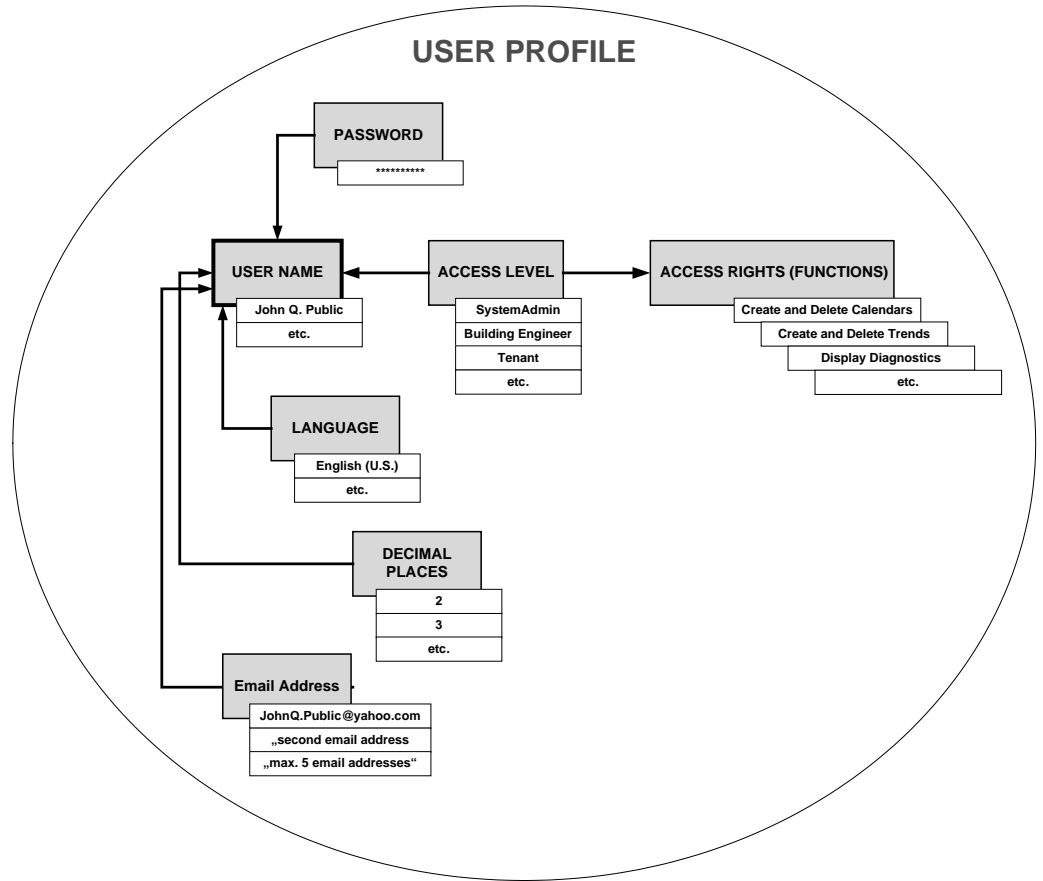 USER PROFILE
PASSWORD
**********
USER NAME
John Q. Public
etc.
ACCESS LEVEL
SystemAdmin
Building Engineer
Tenant
etc.
ACCESS RIGHTS (FUNCTIONS)
Create and Delete Calendars
Create and Delete Trends
Display Diagnostics
etc.
LANGUAGE
English (U.S.)
etc.
DECIMAL
PLACES
2
3
etc.
Email Address
JohnQ.Public@yahoo.com
„second email address
„max. 5 email addresses“